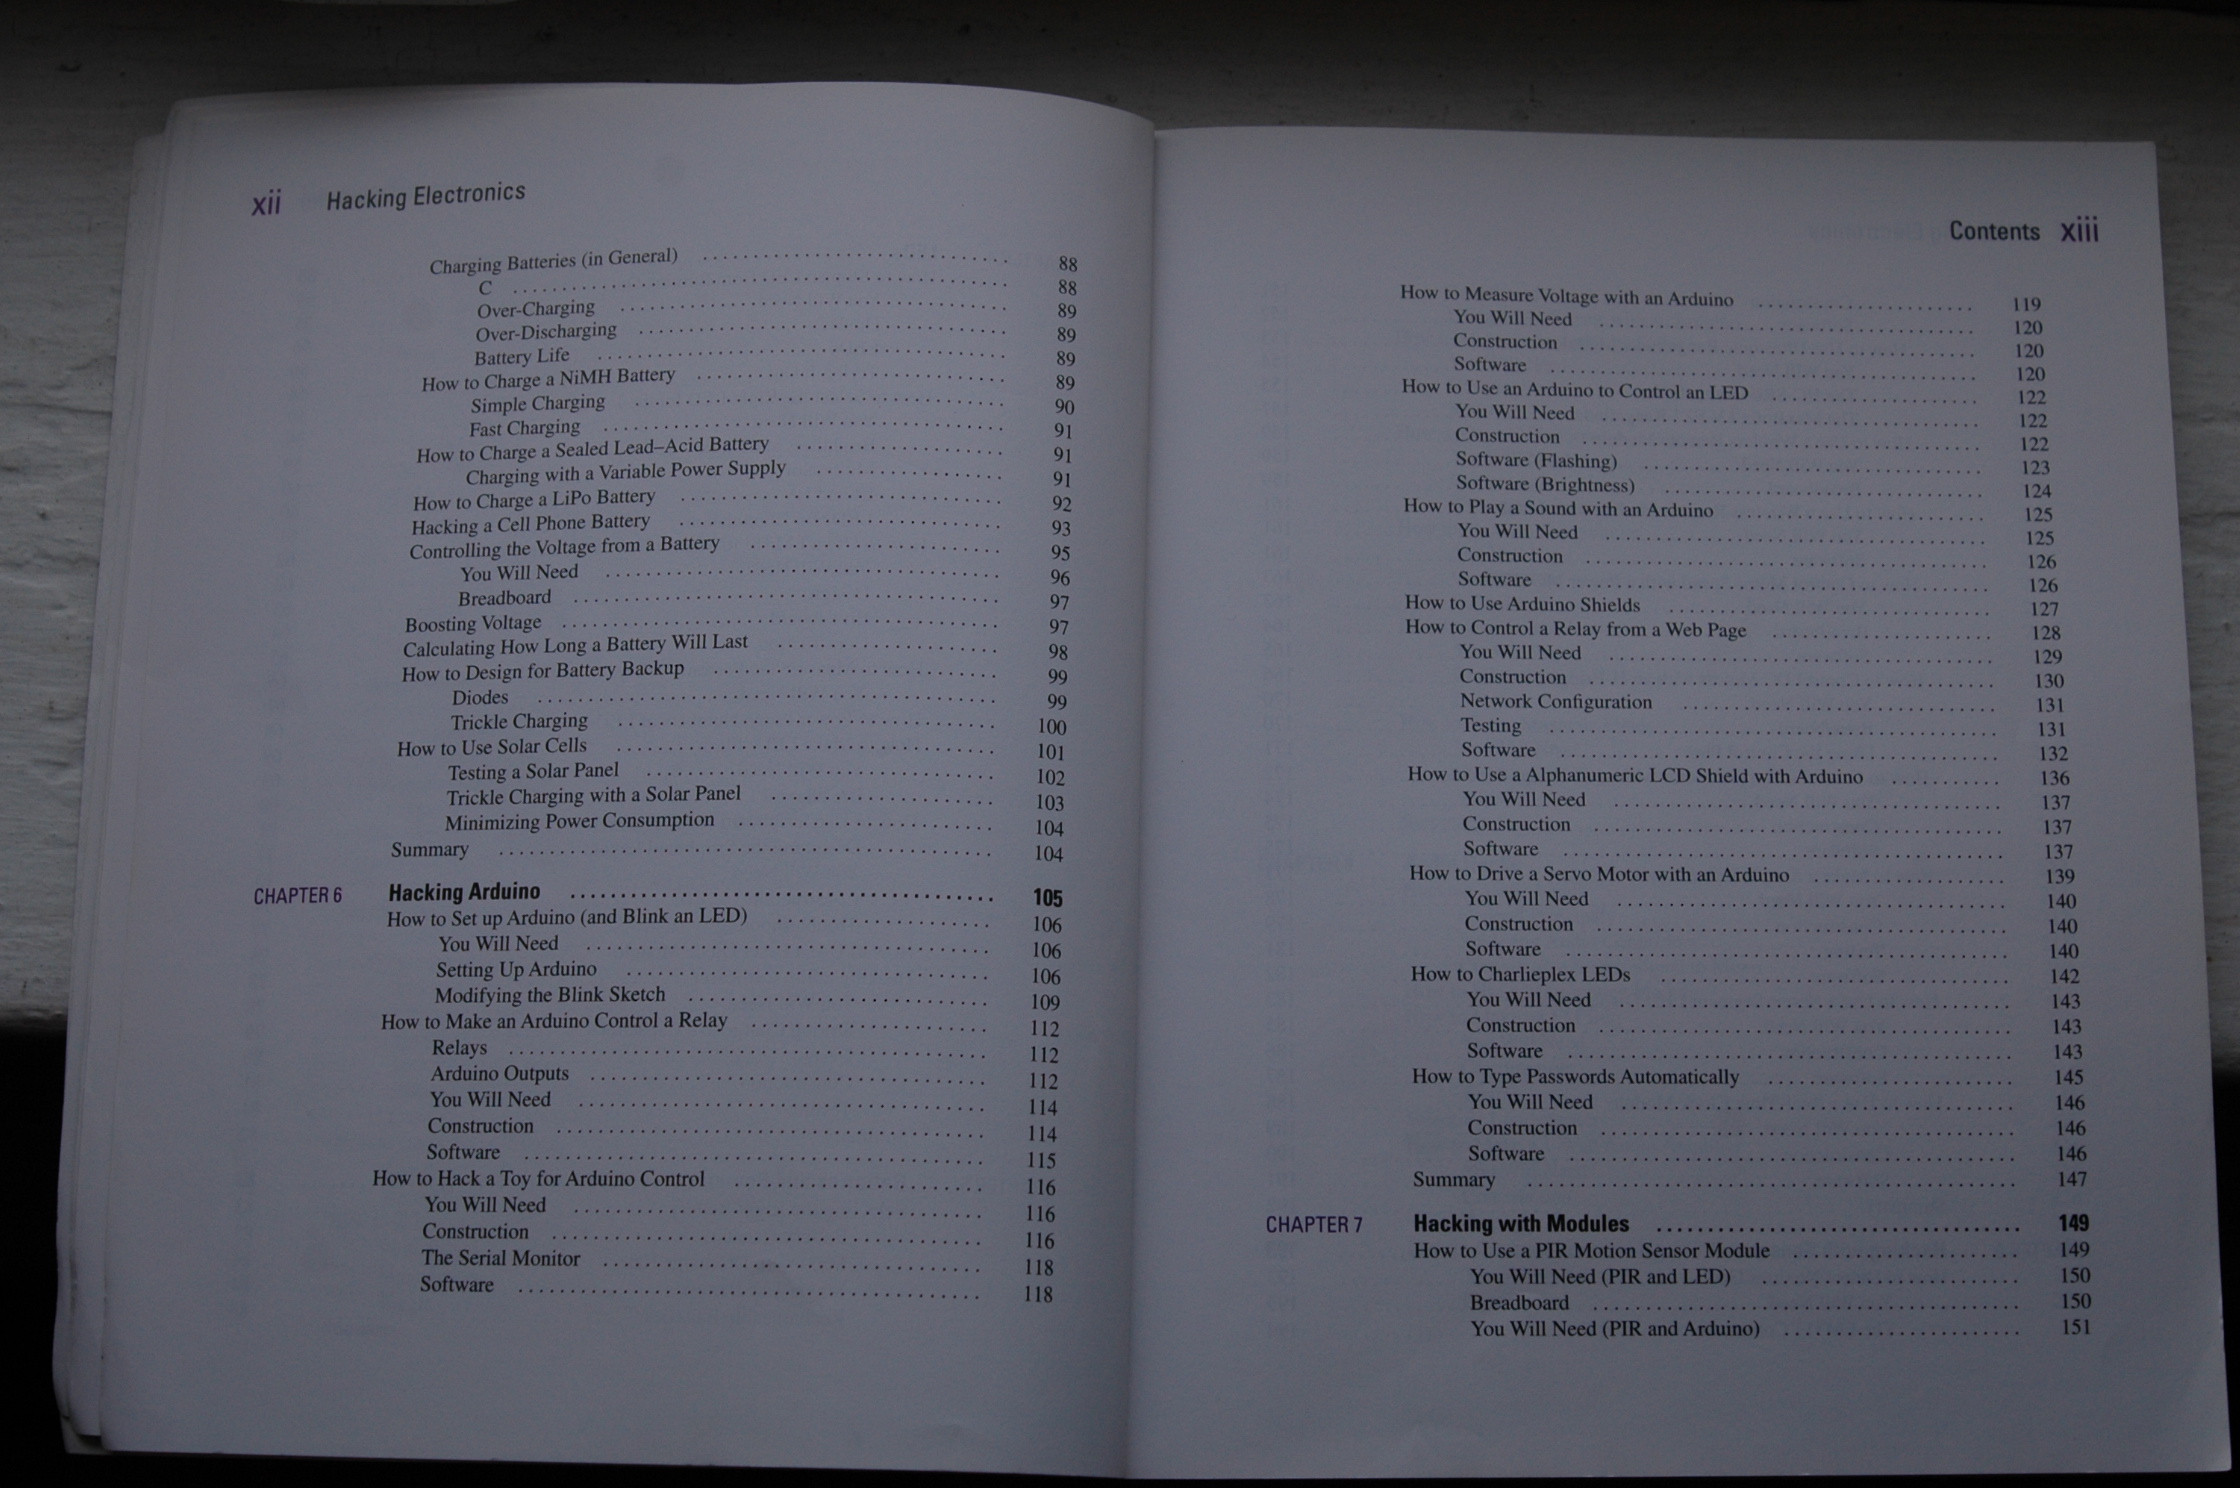 xii Hacking Electronics
Charging Batteries (in General) 88
C 88
Over-Charging 89
Over-Discharging 89
Battery Life 89
How to Charge a NiMH Battery 89
Simple Charging 90
Fast Charging 91
How to Charge a Sealed Lead–Acid Battery 91
Charging with a Variable Power Supply 91
How to Charge a LiPo Battery 92
Hacking a Cell Phone Battery 93
Controlling the Voltage from a Battery 95
You Will Need 96
Breadboard 97
Boosting Voltage 97
Calculating How Long a Battery Will Last 98
How to Design for Battery Backup 99
Diodes 99
Trickle Charging 100
How to Use Solar Cells 101
Testing a Solar Panel 102
Trickle Charging with a Solar Panel 103
Minimizing Power Consumption 104
Summary 104
CHAPTER 6 Hacking Arduino 105
How to Set up Arduino (and Blink an LED) 106
You Will Need 106
Setting Up Arduino 106
Modifying the Blink Sketch 109
How to Make an Arduino Control a Relay 112
Relays 112
Arduino Outputs 112
You Will Need 114
Construction 114
Software 115
How to Hack a Toy for Arduino Control 116
You Will Need 116
Construction 116
The Serial Monitor 118
Software 118
Contents xiii
How to Measure Voltage with an Arduino 119
You Will Need 120
Construction 120
Software 120
How to Use an Arduino to Control an LED 122
You Will Need 122
Construction 122
Software (Flashing) 123
Software (Brightness) 124
How to Play a Sound with an Arduino 125
You Will Need 125
Construction 126
Software 126
How to Use Arduino Shields 127
How to Control a Relay from a Web Page 128
You Will Need 129
Construction 130
Network Configuration 131
Testing 131
Software 132
How to Use a Alphanumeric LCD Shield with Arduino 136
You Will Need 137
Construction 137
Software 137
How to Drive a Servo Motor with an Arduino 139
You Will Need 140
Construction 140
Software 140
How to Charlieplex LEDs 142
You Will Need 143
Construction 143
Software 143
How to Type Passwords Automatically 145
You Will Need 146
Construction 146
Software 146
Summary 147
CHAPTER 7 Hacking with Modules 149
How to Use a PIR Motion Sensor Module 149
You Will Need (PIR and LED) 150
Breadboard 150
You Will Need (PIR and Arduino) 151